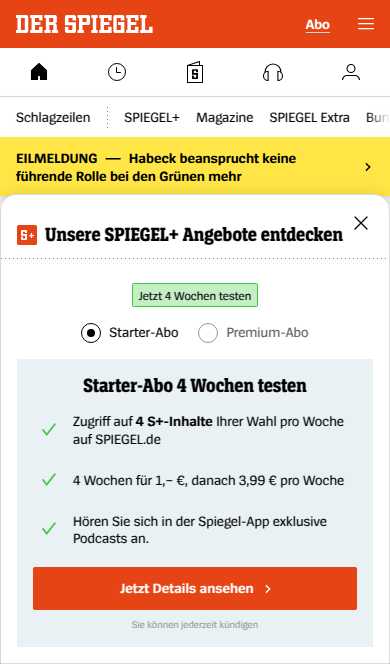 DER SPIEGEL
Abo
Schlagzeilen
SPIEGEL+
Magazine
SPIEGEL Extra
EILMELDUNG — Habeck beansprucht keine
führende Rolle bei den Grünen mehr
S+ Unsere SPIEGEL+ Angebote entdecken
Jetzt 4 Wochen testen
Starter-Abo
Premium-Abo
Starter-Abo 4 Wochen testen
Zugriff auf 4 S+-Inhalte Ihrer Wahl pro Woche
auf SPIEGEL.de
4 Wochen für 1,– €, danach 3,99 € pro Woche
Hören Sie sich in der Spiegel-App exklusive
Podcasts an.
Jetzt Details ansehen
Sie können jederzeit kündigen